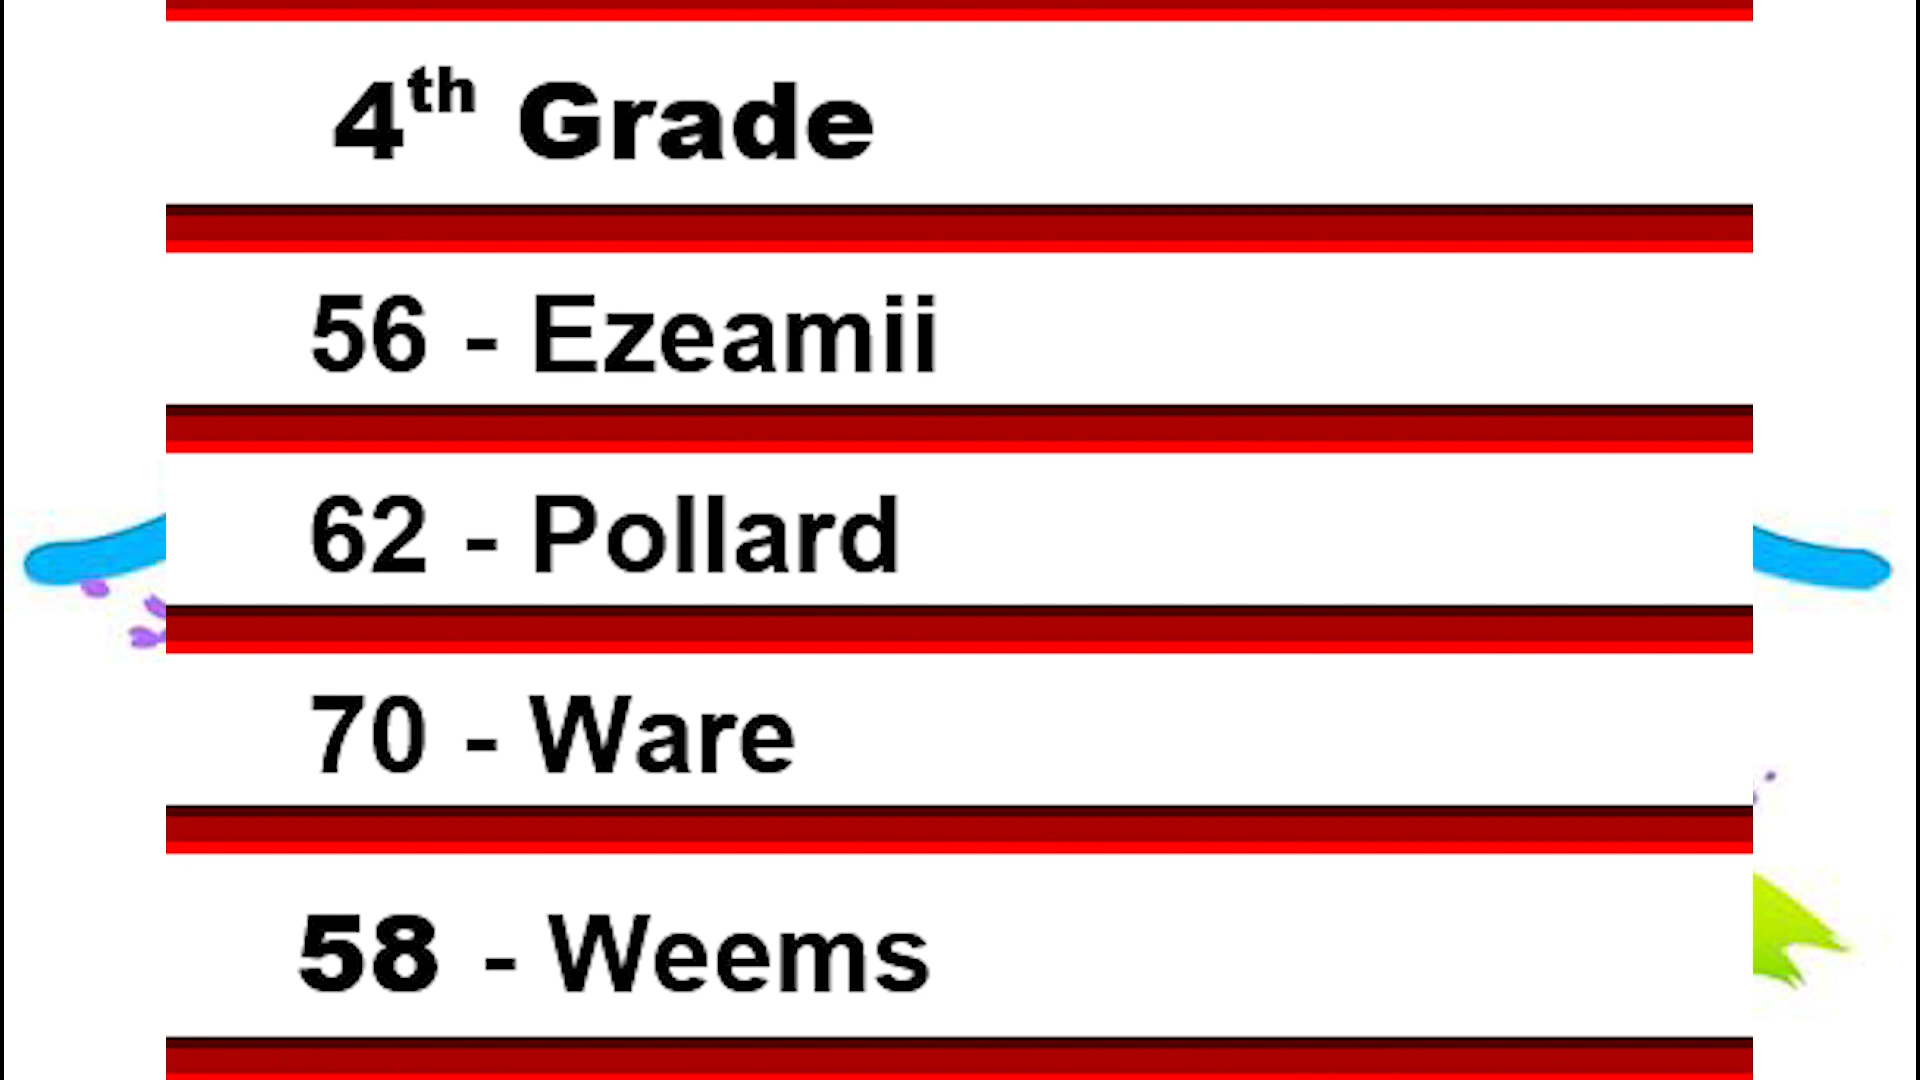 4th Grade
56 - Ezeamii
62 - Pollard
70 - Ware
58 - Weems